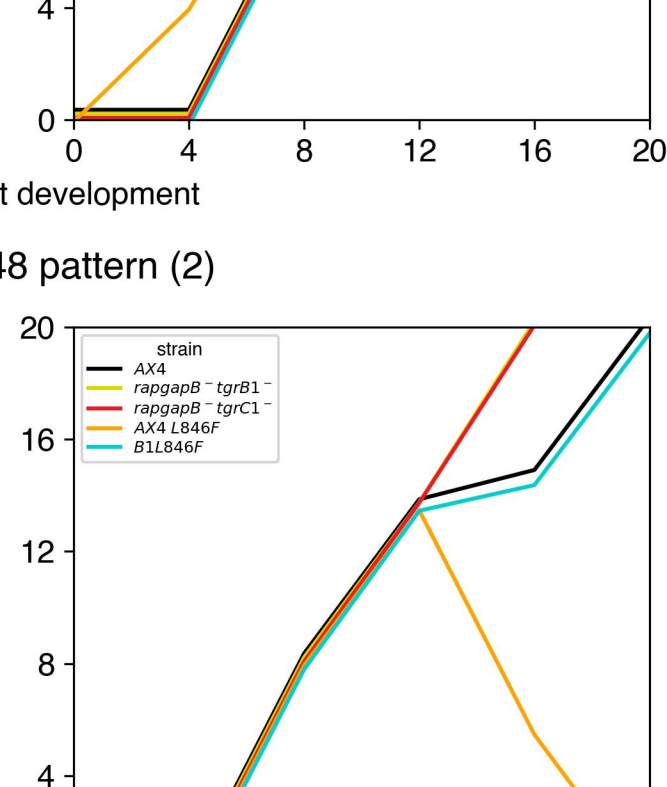 4
0
0 4 8 12 16 20
t development
48 pattern (2)
20
strain
AX4
rapgapB⁻tgrB1⁻
rapgapB⁻tgrC1⁻
AX4 L846F
B1L846F
16
12
8
4